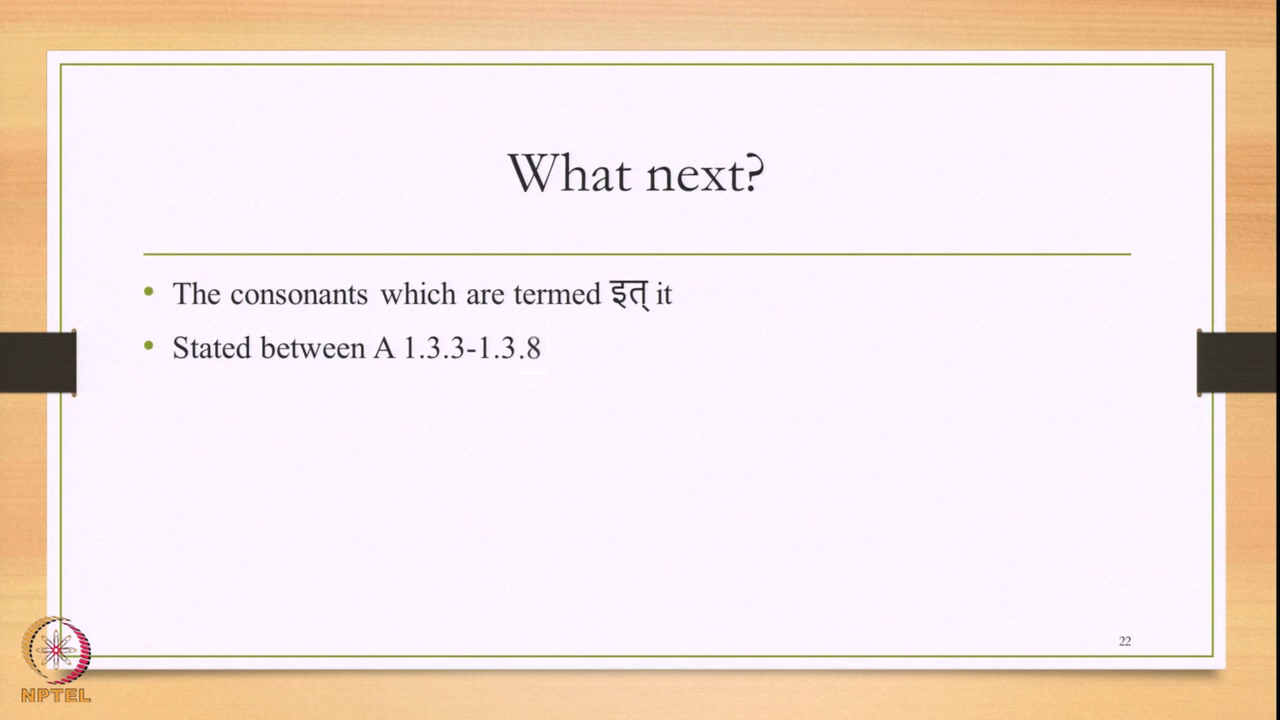 What next?
• The consonants which are termed इत् it
• Stated between A 1.3.3-1.3.8
22
NPTEL